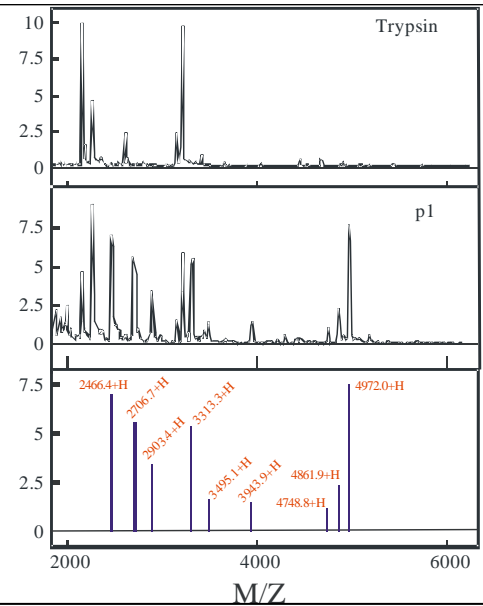 Trypsin
10
7.5
5
2.5
0
p1
7.5
5
2.5
0
2466.4+H
2706.7+H
2903.4+H
3313.3+H
3495.1+H
3943.9+H
4748.8+H
4861.9+H
4972.0+H
7.5
5
2.5
0
2000
4000
6000
M/Z